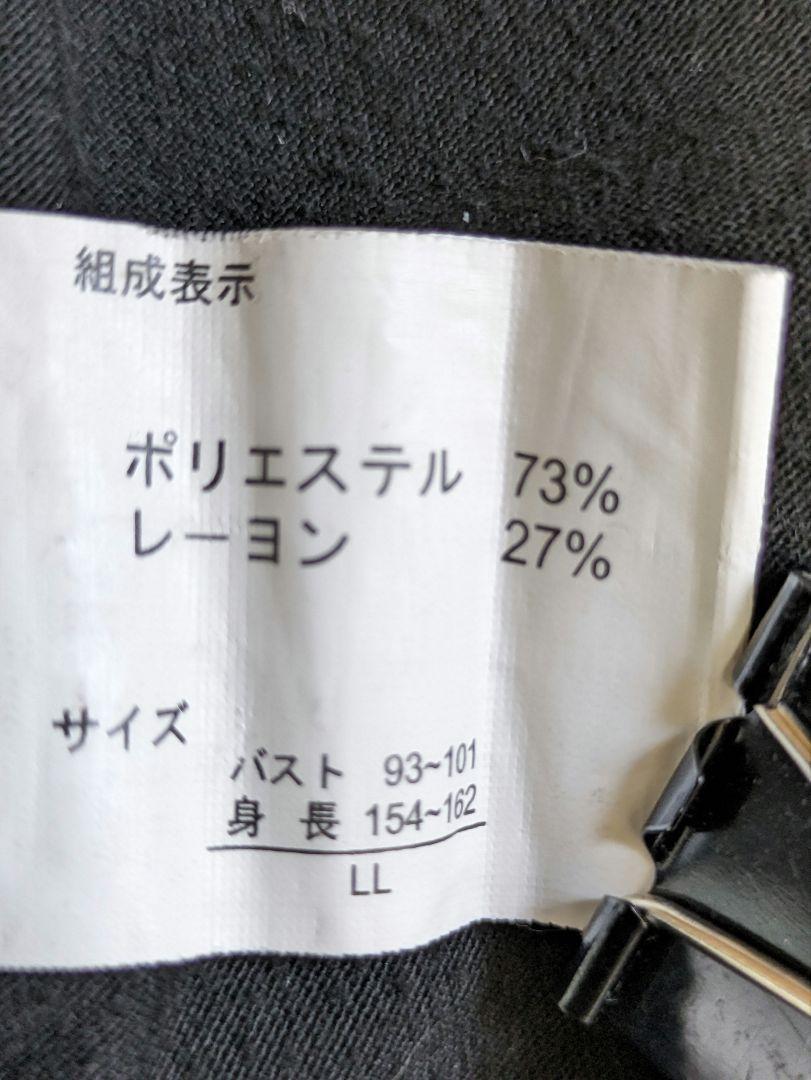 組成表示
ポリエステル 73%
レーヨン 27%
サイズ
バスト 93~101
身 長 154~162
LL